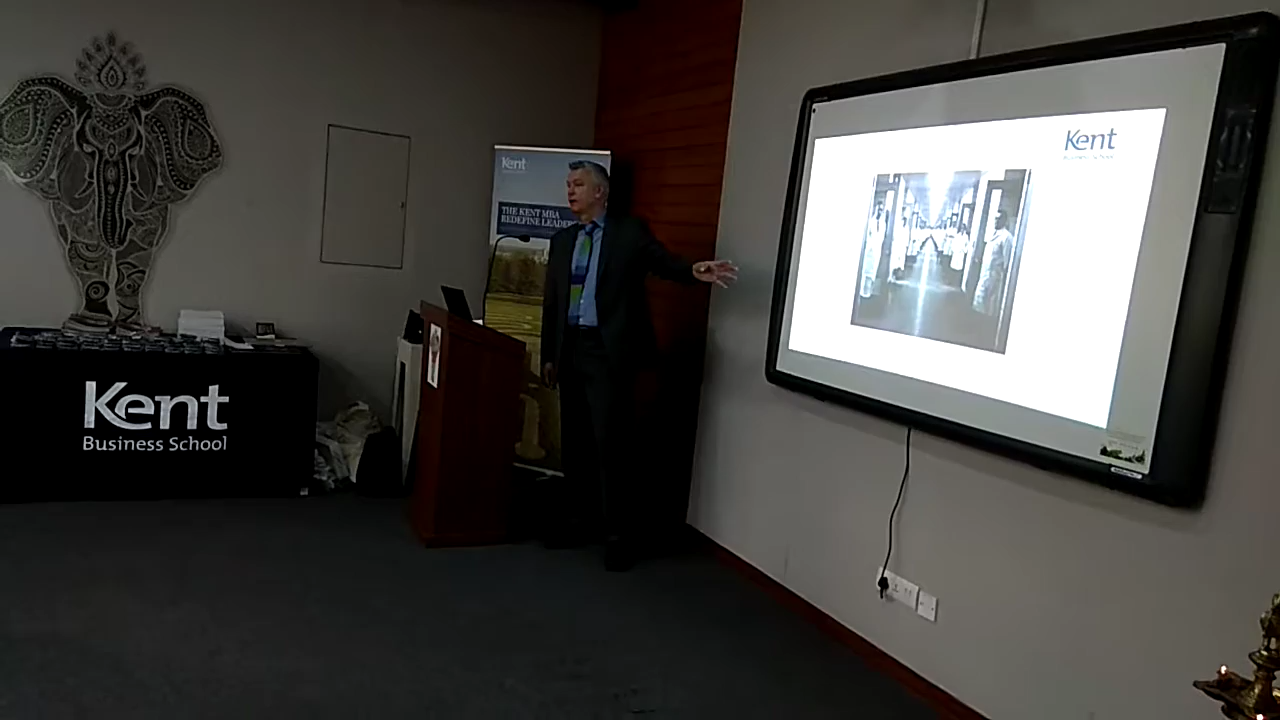 Kent
Business School
Kent
THE KENT MBA
REDEFINE LEADE
Kent
Business School